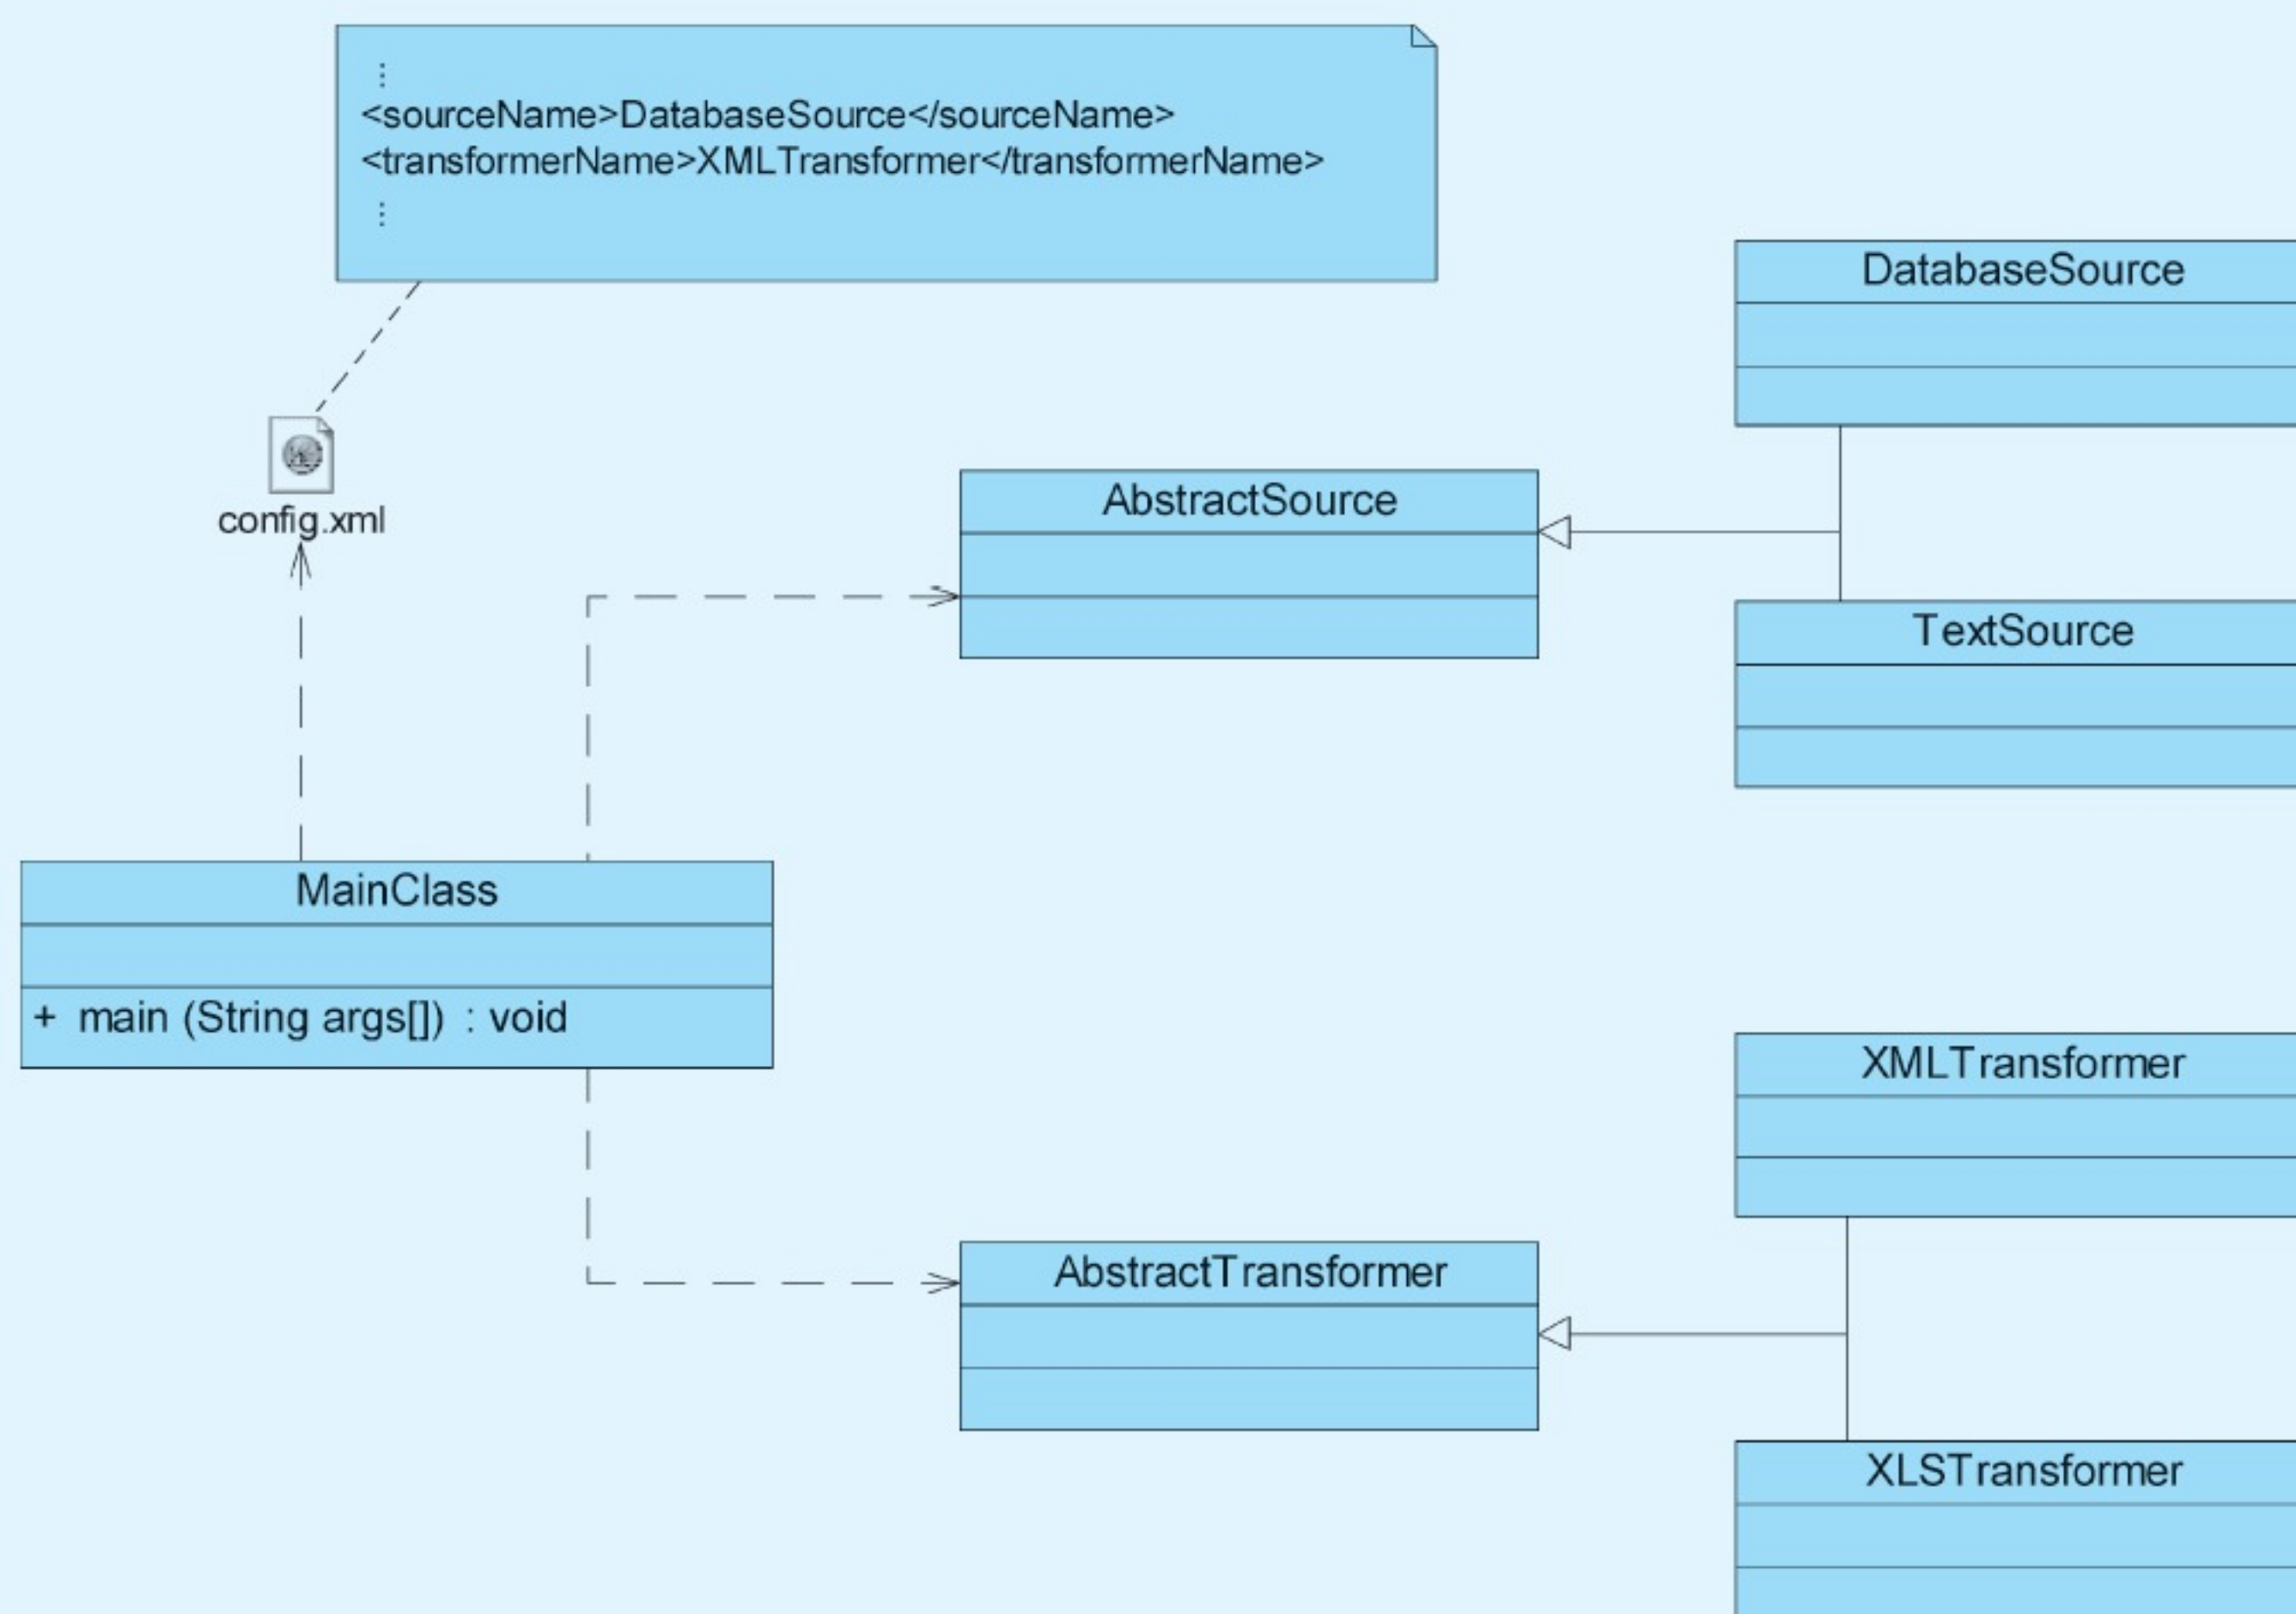 ⋮
<sourceName>DatabaseSource</sourceName>
<transformerName>XMLTransformer</transformerName>
⋮
DatabaseSource
config.xml
AbstractSource
TextSource
MainClass
+ main (String args[]) : void
XMLTransformer
AbstractTransformer
XLSTransformer